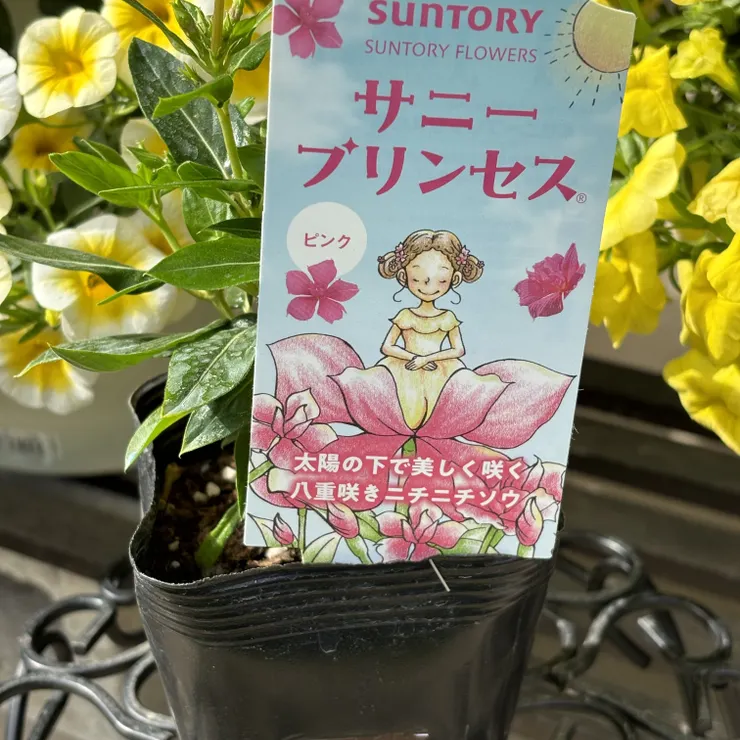 SUNTORY
SUNTORY FLOWERS
サニー
プリンセス®
ピンク
太陽の下で美しく咲く
八重咲きニチニチソウ